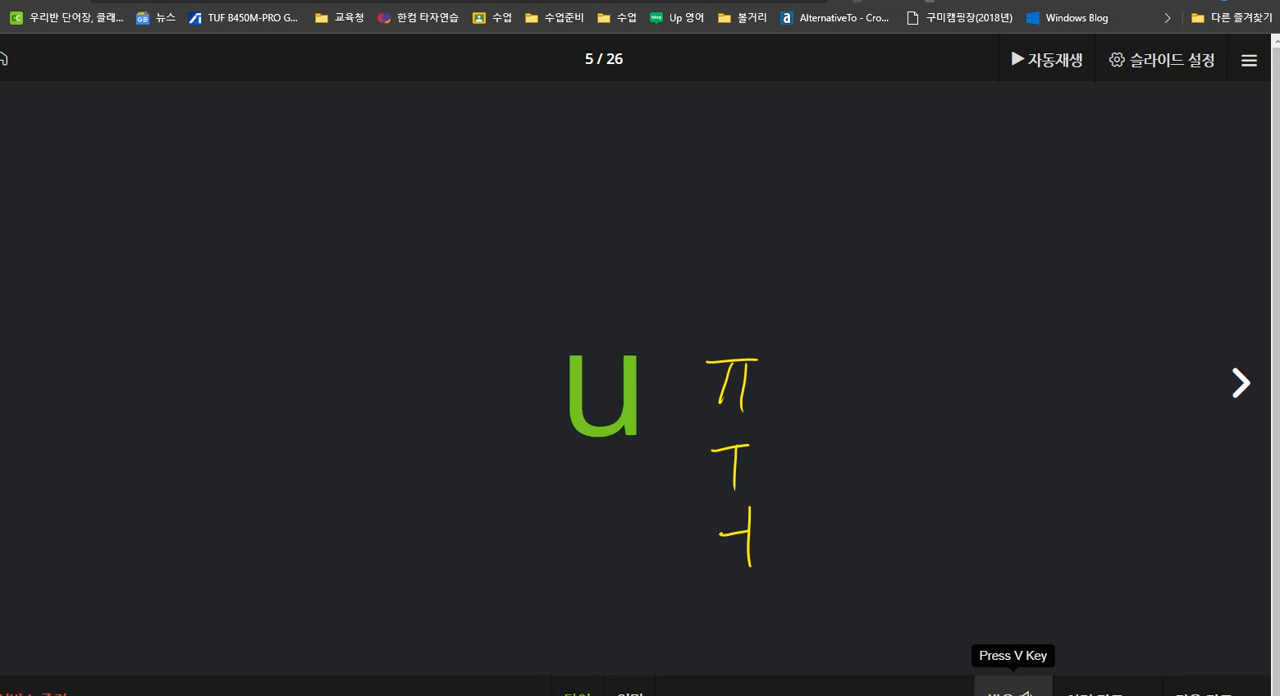 우리반 단어장, 클래... 뉴스 TUF B450M-PRO G... 교육청 한컴 타자연습 수업 수업준비 수업 Up 영어 볼거리 AlternativeTo - Cro... 구미캠핑장(2018년) Windows Blog 다른 즐겨찾기
5 / 26 자동재생 슬라이드 설정
u ㅠ
ㅜ
ㅓ
Press V Key